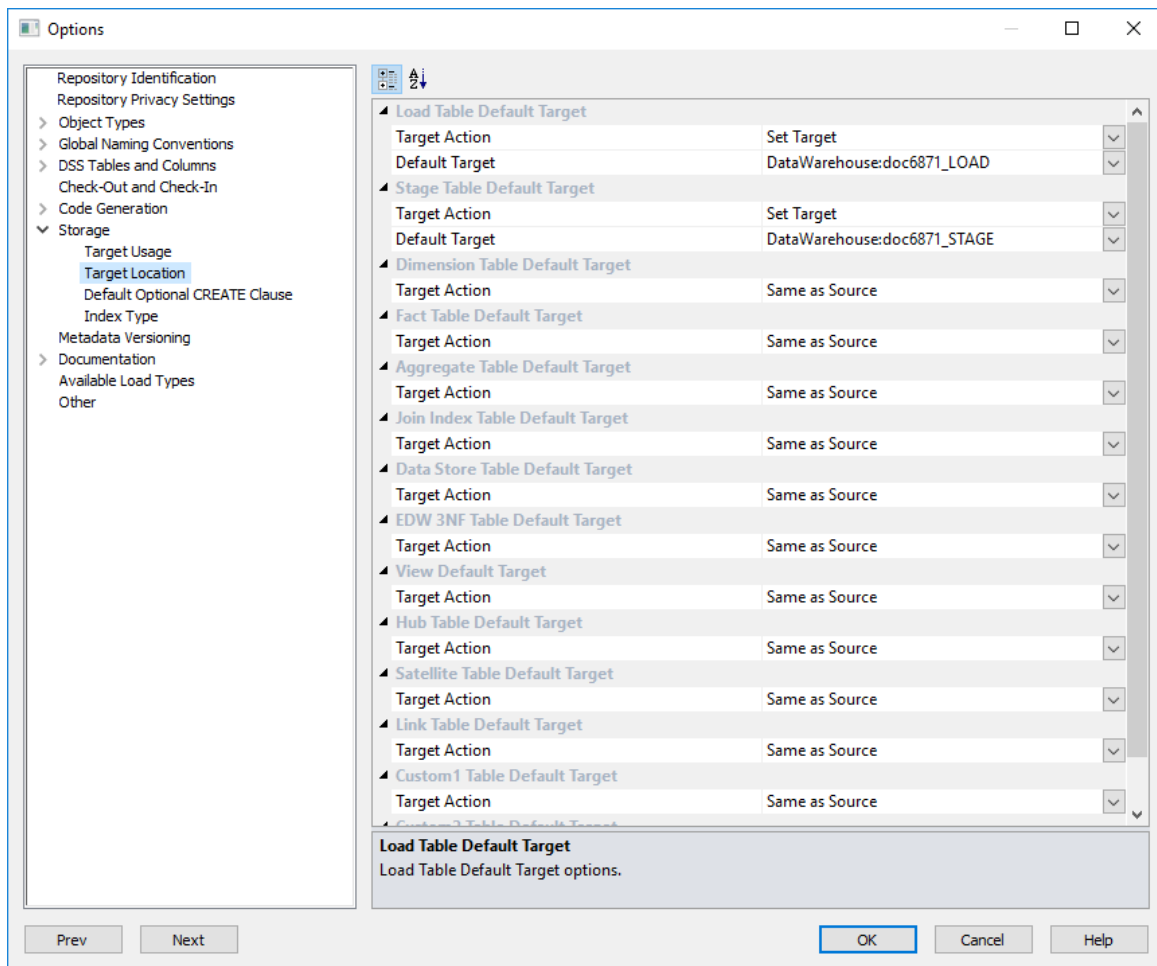 Options
Repository Identification
Repository Privacy Settings
Object Types
Global Naming Conventions
DSS Tables and Columns
Check-Out and Check-In
Code Generation
Storage
Target Usage
Target Location
Default Optional CREATE Clause
Index Type
Metadata Versioning
Documentation
Available Load Types
Other
Load Table Default Target
Target Action Set Target
Default Target DataWarehouse:doc6871_LOAD
Stage Table Default Target
Target Action Set Target
Default Target DataWarehouse:doc6871_STAGE
Dimension Table Default Target
Target Action Same as Source
Fact Table Default Target
Target Action Same as Source
Aggregate Table Default Target
Target Action Same as Source
Join Index Table Default Target
Target Action Same as Source
Data Store Table Default Target
Target Action Same as Source
EDW 3NF Table Default Target
Target Action Same as Source
View Default Target
Target Action Same as Source
Hub Table Default Target
Target Action Same as Source
Satellite Table Default Target
Target Action Same as Source
Link Table Default Target
Target Action Same as Source
Custom1 Table Default Target
Target Action Same as Source
Custom2 Table Default Target
Load Table Default Target
Load Table Default Target options.
Prev Next OK Cancel Help